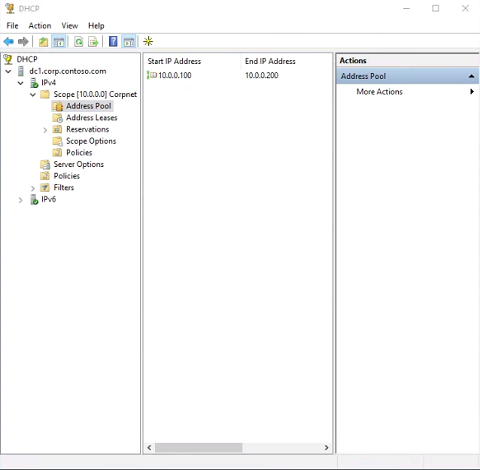 DHCP
File Action View Help
DHCP
dc1.corp.contoso.com
IPv4
Scope [10.0.0.0] Corpnet
Address Pool
Address Leases
Reservations
Scope Options
Policies
Server Options
Policies
Filters
IPv6
Start IP Address End IP Address
10.0.0.100 10.0.0.200
Actions
Address Pool
More Actions